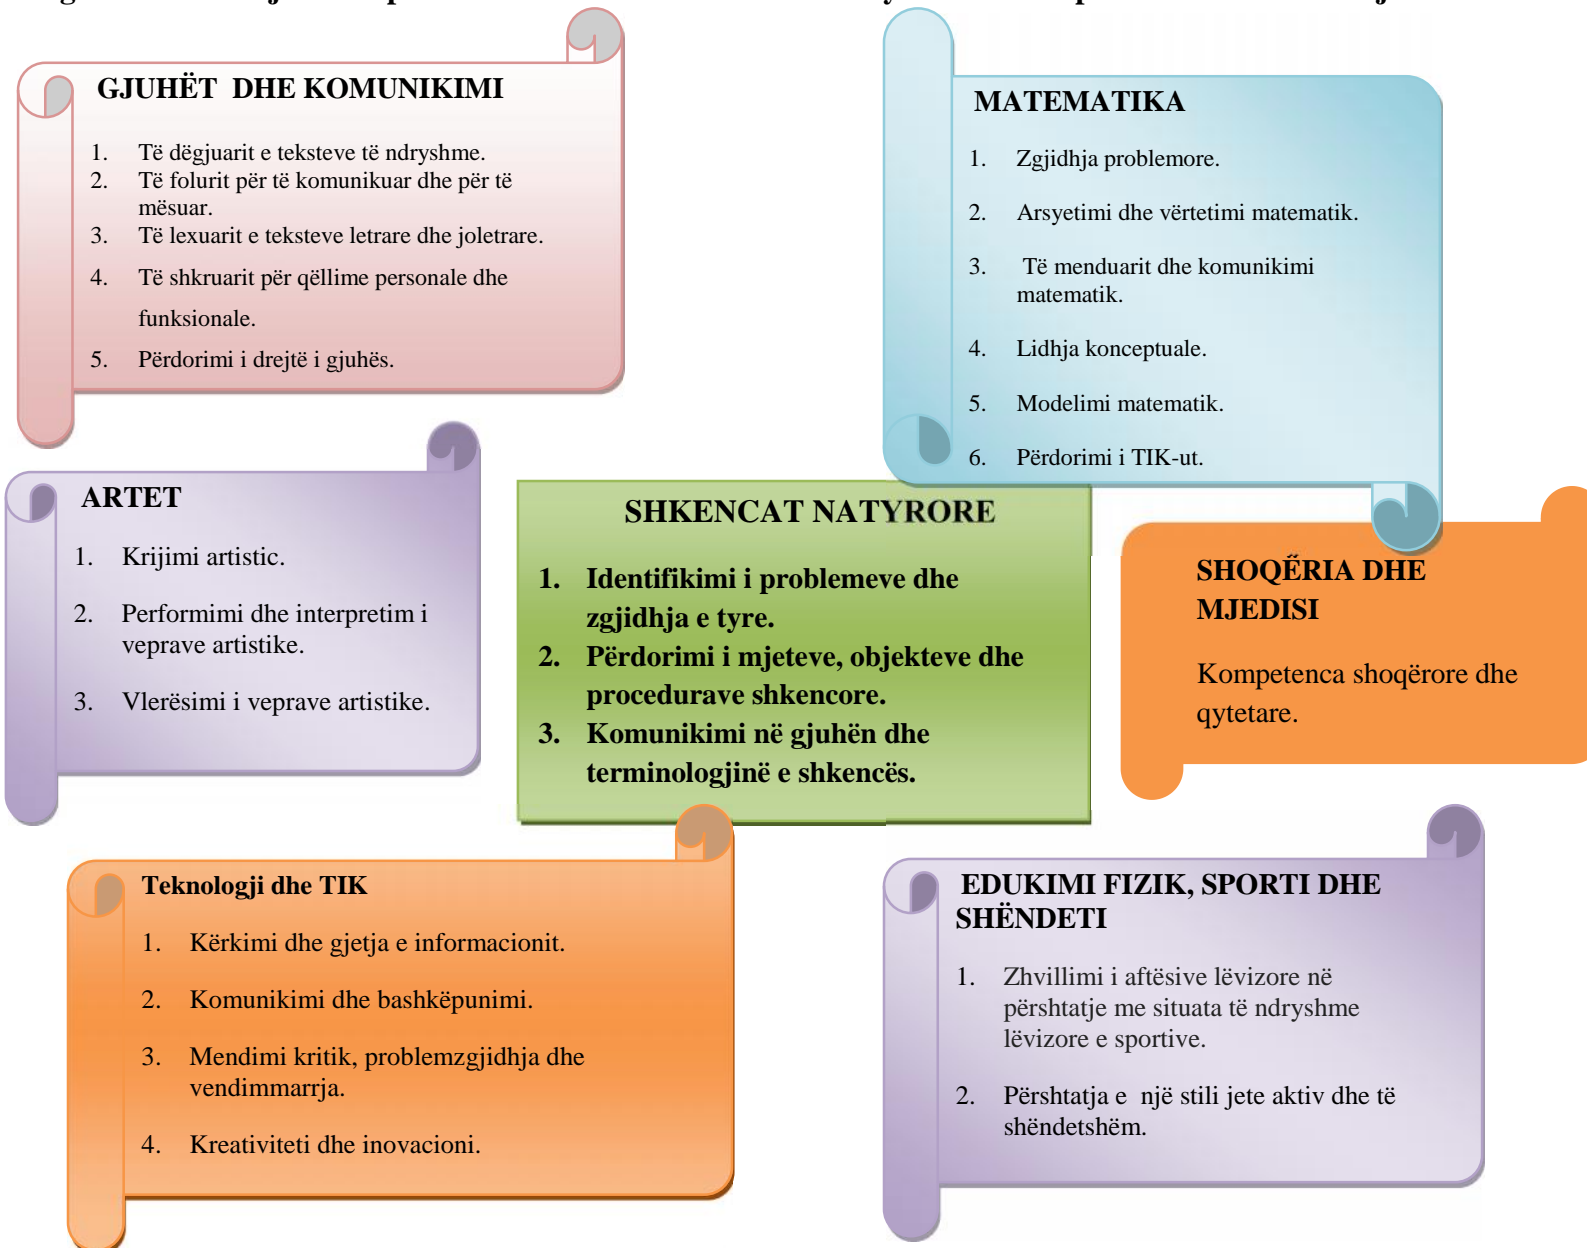 GJUHËT DHE KOMUNIKIMI
1. Të dëgjuarit e teksteve të ndryshme.
2. Të folurit për të komunikuar dhe për të
mësuar.
3. Të lexuarit e teksteve letrare dhe joletrare.
4. Të shkruarit për qëllime personale dhe
funksionale.
5. Përdorimi i drejtë i gjuhës.
MATEMATIKA
1. Zgjidhja problemore.
2. Arsyetimi dhe vërtetimi matematik.
3. Të menduarit dhe komunikimi
matematik.
4. Lidhja konceptuale.
5. Modelimi matematik.
6. Përdorimi i TIK-ut.
ARTET
1. Krijimi artistic.
2. Performimi dhe interpretim i
veprave artistike.
3. Vlerësimi i veprave artistike.
SHKENCAT NATYRORE
1. Identifikimi i problemeve dhe
zgjidhja e tyre.
2. Përdorimi i mjeteve, objekteve dhe
procedurave shkencore.
3. Komunikimi në gjuhën dhe
terminologjinë e shkencës.
SHOQËRIA DHE
MJEDISI
Kompetenca shoqërore dhe
qytetare.
Teknologji dhe TIK
1. Kërkimi dhe gjetja e informacionit.
2. Komunikimi dhe bashkëpunimi.
3. Mendimi kritik, problemzgjidhja dhe
vendimmarrja.
4. Kreativiteti dhe inovacioni.
EDUKIMI FIZIK, SPORTI DHE
SHËNDETI
1. Zhvillimi i aftësive lëvizore në
përshtatje me situata të ndryshme
lëvizore e sportive.
2. Përshtatja e një stili jete aktiv dhe të
shëndetshëm.